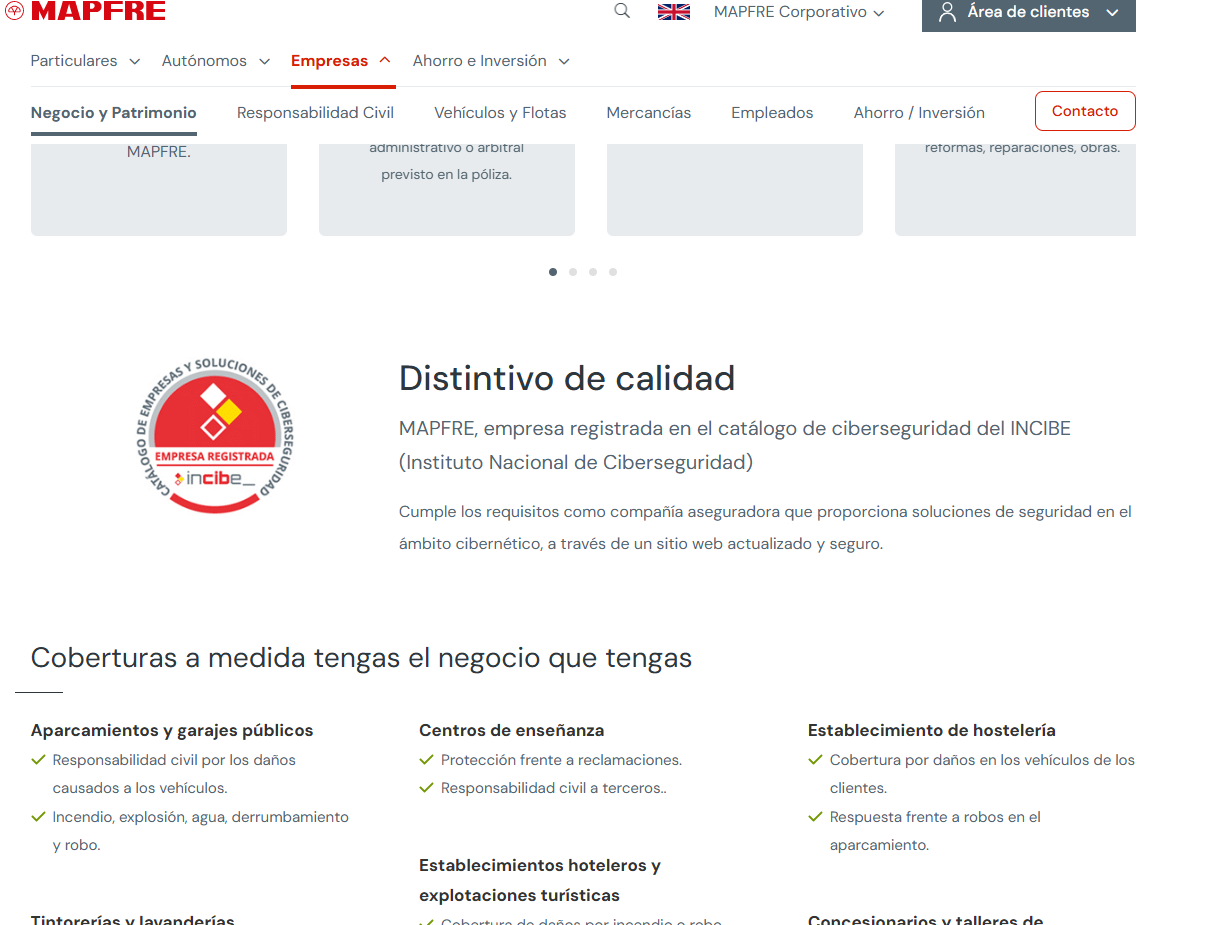 MAPFRE
MAPFRE Corporativo
Área de clientes
Particulares
Autónomos
Empresas
Ahorro e Inversión
Negocio y Patrimonio
Responsabilidad Civil
Vehículos y Flotas
Mercancías
Empleados
Ahorro / Inversión
Contacto
MAPFRE.
administrativo o arbitral
previsto en la póliza.
reformas, reparaciones, obras.
CATÁLOGO DE EMPRESAS Y SOLUCIONES DE CIBERSEGURIDAD
EMPRESA REGISTRADA
incibe_
Distintivo de calidad
MAPFRE, empresa registrada en el catálogo de ciberseguridad del INCIBE
(Instituto Nacional de Ciberseguridad)
Cumple los requisitos como compañía aseguradora que proporciona soluciones de seguridad en el
ámbito cibernético, a través de un sitio web actualizado y seguro.
Coberturas a medida tengas el negocio que tengas
Aparcamientos y garajes públicos
Responsabilidad civil por los daños
causados a los vehículos.
Incendio, explosión, agua, derrumbamiento
y robo.
Tintorerías y lavanderías
Centros de enseñanza
Protección frente a reclamaciones.
Responsabilidad civil a terceros..
Establecimientos hoteleros y
explotaciones turísticas
Cobertura de daños por incendio o robo
Establecimiento de hostelería
Cobertura por daños en los vehículos de los
clientes.
Respuesta frente a robos en el
aparcamiento.
Concesionarios y talleres de